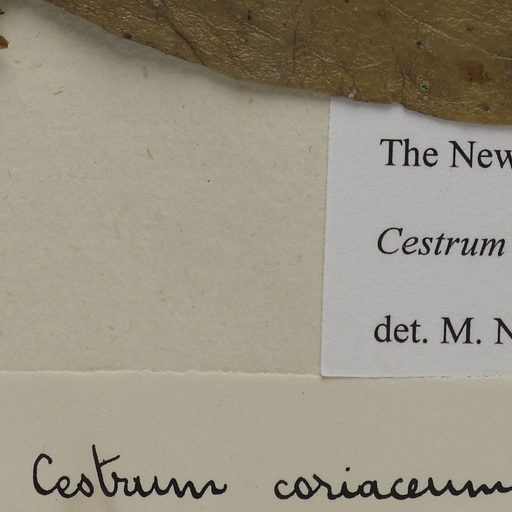 The New
Cestrum
det. M. N
Cestrum coriaceum